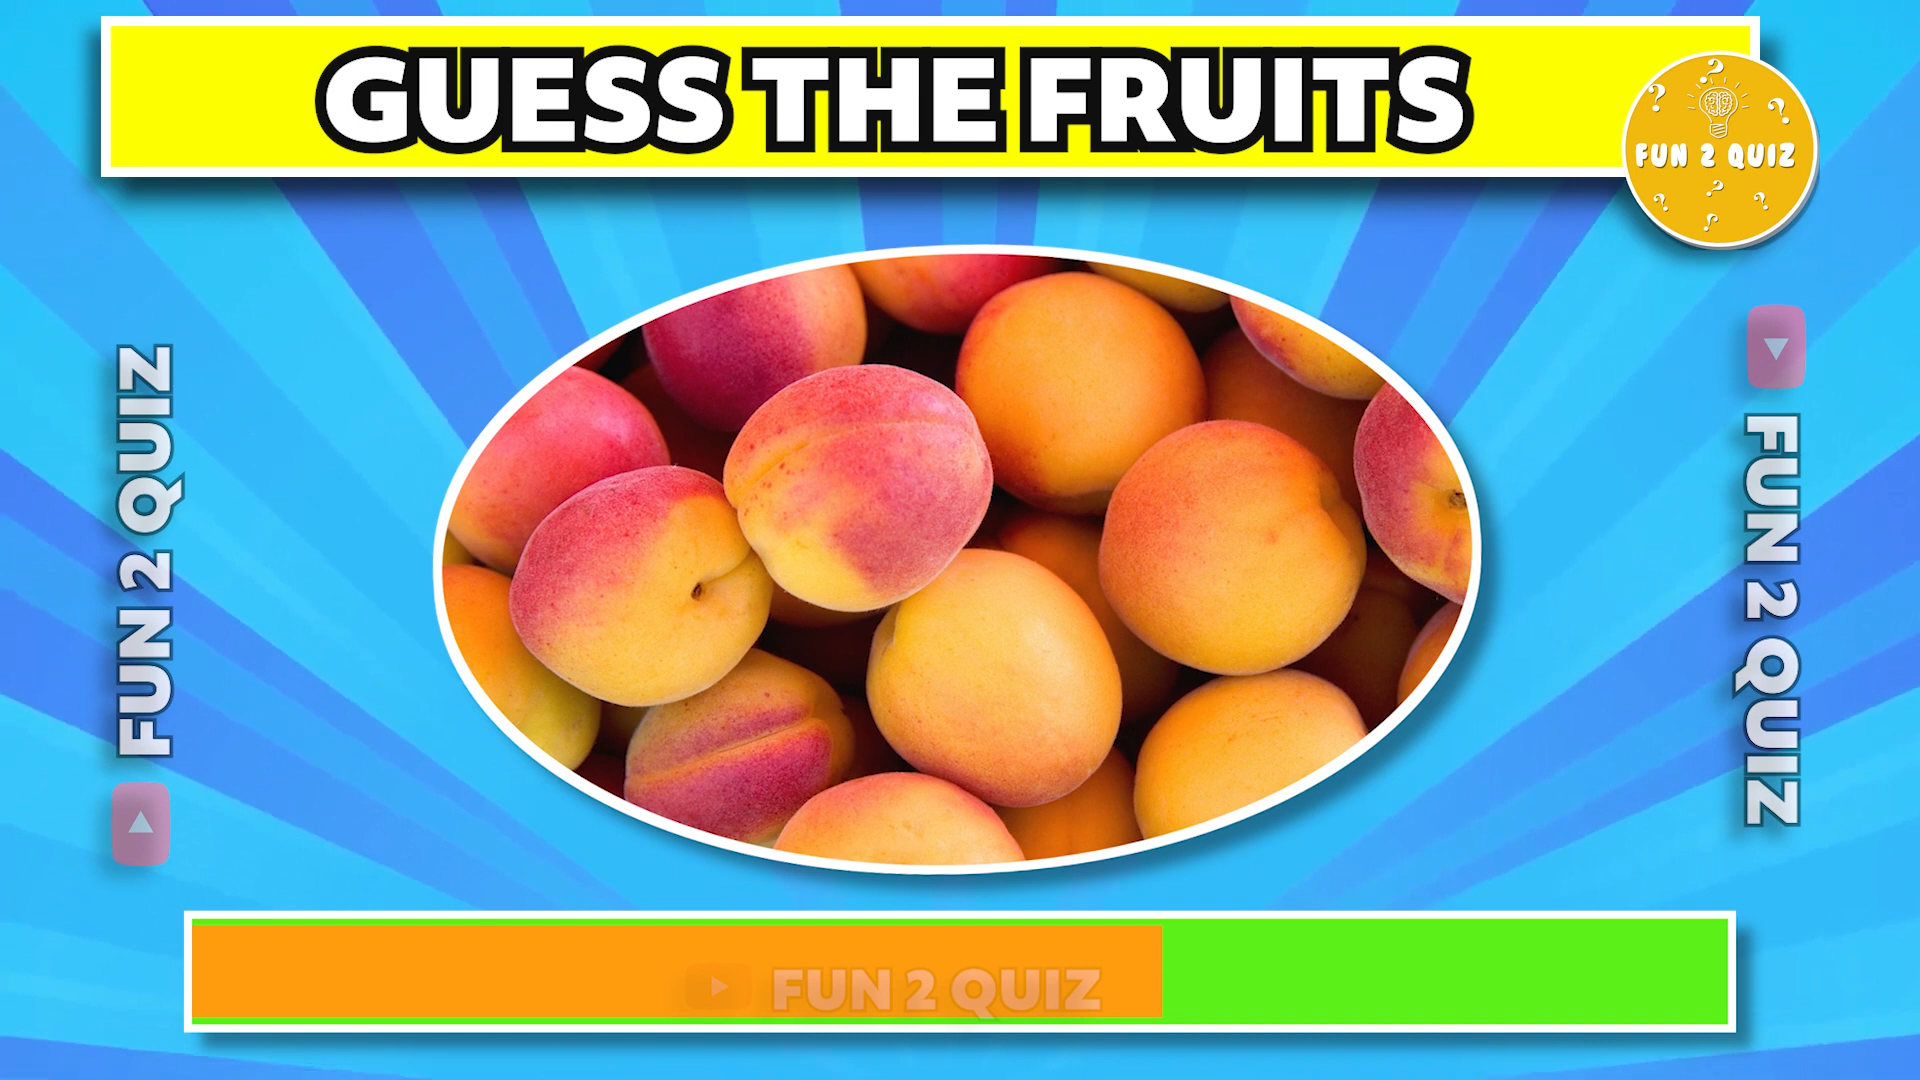 GUESS THE FRUITS
? ? ?
FUN 2 QUIZ
? ? ? ?
FUN 2 QUIZ
FUN 2 QUIZ
FUN 2 QUIZ